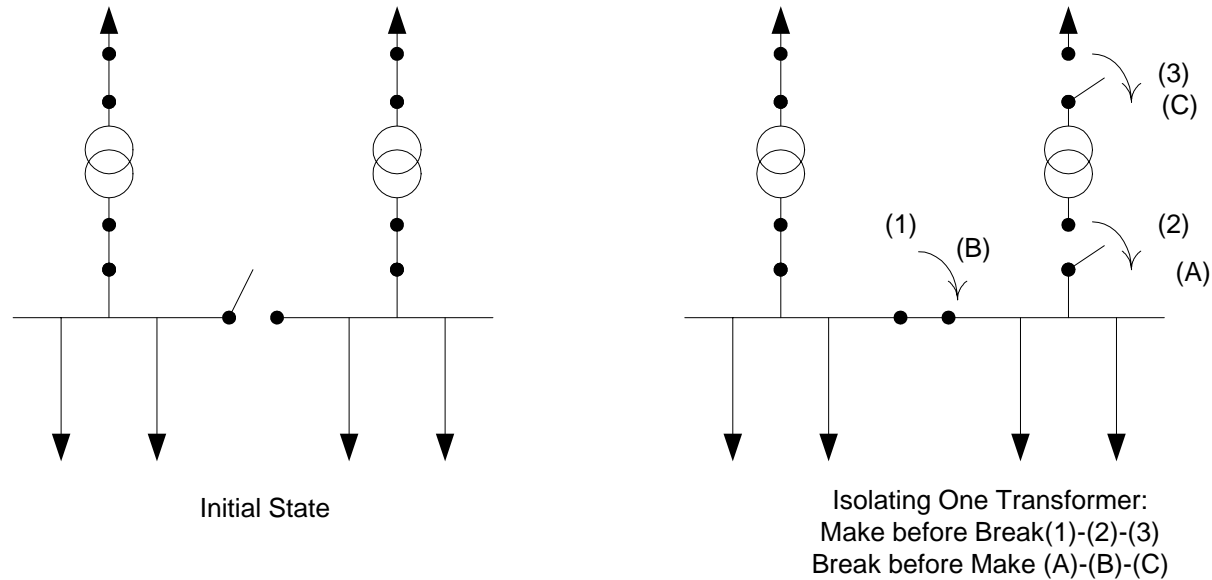 (3)
(C)
(1)
(B)
(2)
(A)
Initial State
Isolating One Transformer:
Make before Break(1)-(2)-(3)
Break before Make (A)-(B)-(C)